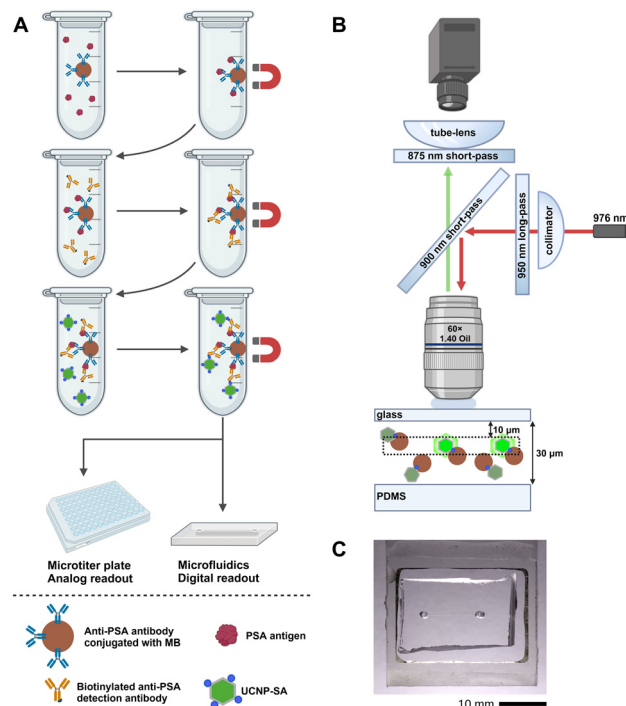 A
Microtiter plate
Analog readout
Microfluidics
Digital readout
Anti-PSA antibody
conjugated with MB
PSA antigen
Biotinylated anti-PSA
detection antibody
UCNP-SA
B
tube-lens
875 nm short-pass
900 nm short-pass
950 nm long-pass
collimator
976 nm
60×
1.40 Oil
glass
10 µm
30 µm
PDMS
C
10 mm